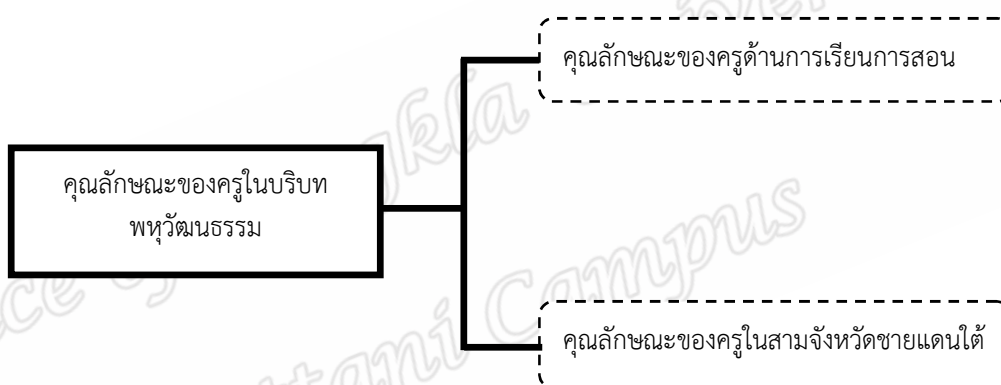 คุณลักษณะของครูด้านการเรียนการสอน
คุณลักษณะของครูในบริบท
พหุวัฒนธรรม
คุณลักษณะของครูในสามจังหวัดชายแดนใต้